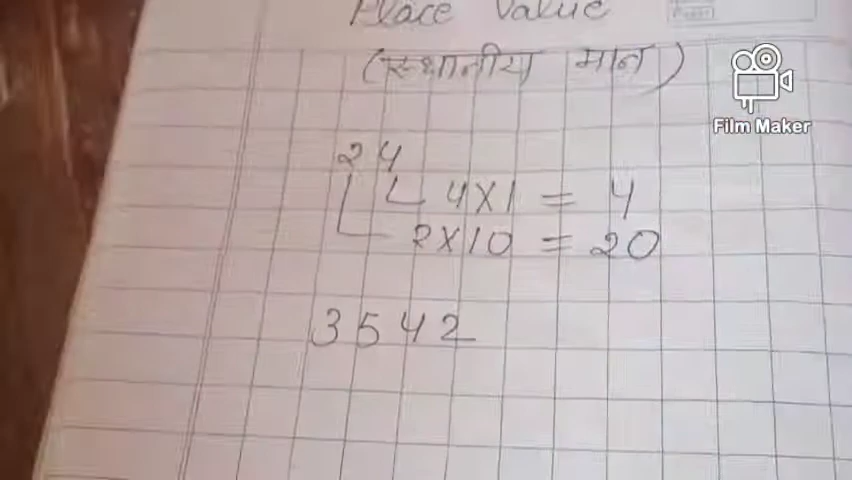 Place Value
(स्थानीय मान)
Film Maker
24
4X1 = 4
2X10 = 20
3542